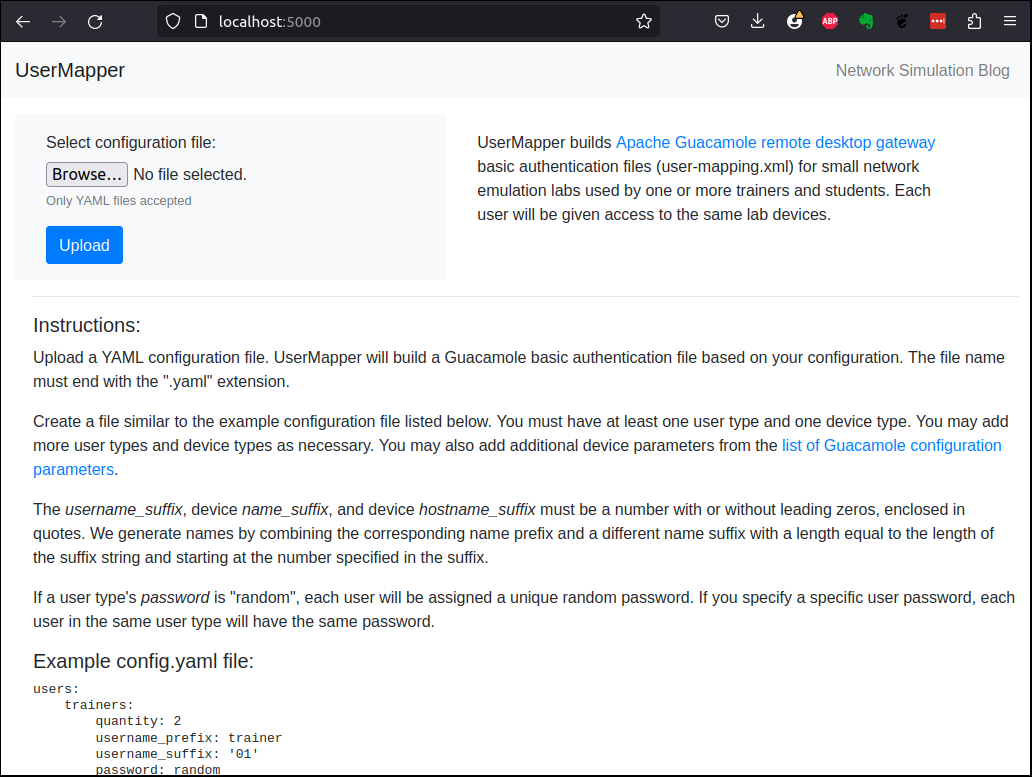 localhost:5000
ABP
UserMapper
Network Simulation Blog
Select configuration file:
Browse... No file selected.
Only YAML files accepted
Upload
UserMapper builds Apache Guacamole remote desktop gateway
basic authentication files (user-mapping.xml) for small network
emulation labs used by one or more trainers and students. Each
user will be given access to the same lab devices.
Instructions:
Upload a YAML configuration file. UserMapper will build a Guacamole basic authentication file based on your configuration. The file name
must end with the ".yaml" extension.
Create a file similar to the example configuration file listed below. You must have at least one user type and one device type. You may add
more user types and device types as necessary. You may also add additional device parameters from the list of Guacamole configuration
parameters.
The username_suffix, device name_suffix, and device hostname_suffix must be a number with or without leading zeros, enclosed in
quotes. We generate names by combining the corresponding name prefix and a different name suffix with a length equal to the length of
the suffix string and starting at the number specified in the suffix.
If a user type's password is "random", each user will be assigned a unique random password. If you specify a specific user password, each
user in the same user type will have the same password.
Example config.yaml file:
users:
    trainers:
        quantity: 2
        username_prefix: trainer
        username_suffix: '01'
        password: random